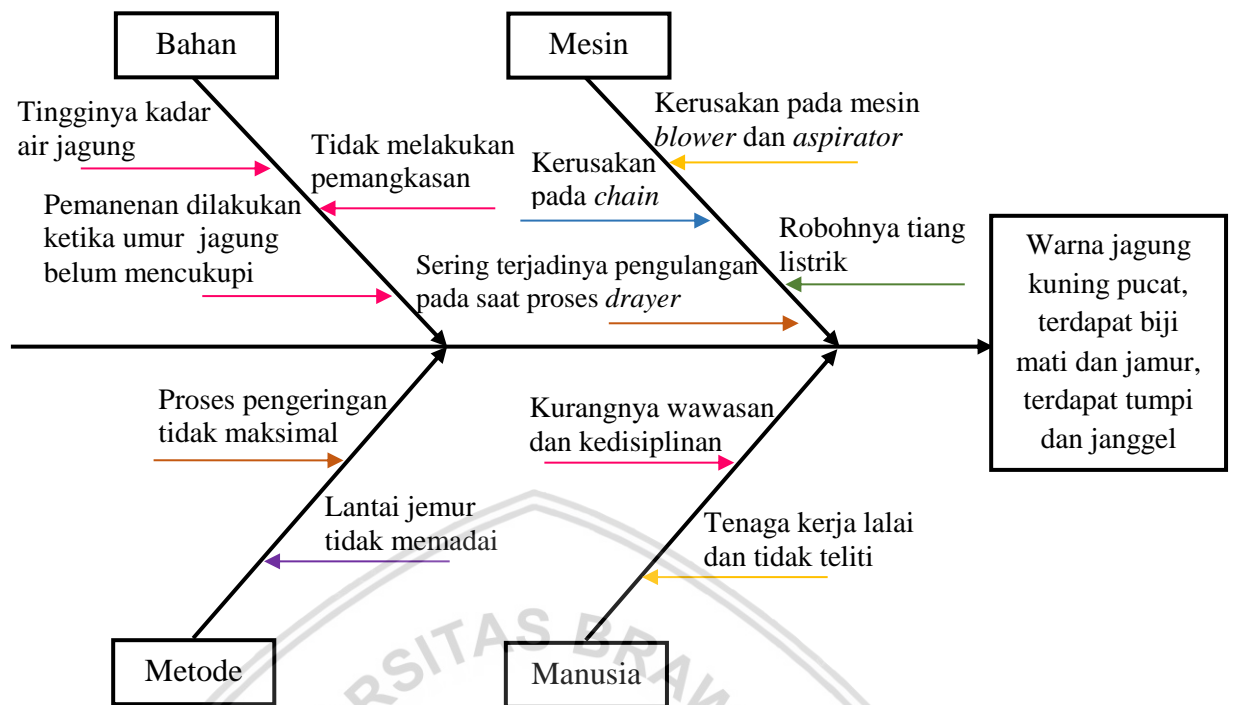 Bahan
Mesin
Tingginya kadar
air jagung
Tidak melakukan
pemangkasan
Pemanenan dilakukan
ketika umur jagung
belum mencukupi
Kerusakan pada mesin
blower dan aspirator
Kerusakan
pada chain
Robohnya tiang
listrik
Sering terjadinya pengulangan
pada saat proses drayer
Warna jagung
kuning pucat,
terdapat biji
mati dan jamur,
terdapat tumpi
dan janggel
Proses pengeringan
tidak maksimal
Lantai jemur
tidak memadai
Kurangnya wawasan
dan kedisiplinan
Tenaga kerja lalai
dan tidak teliti
Metode
Manusia
RSITAS BRAW